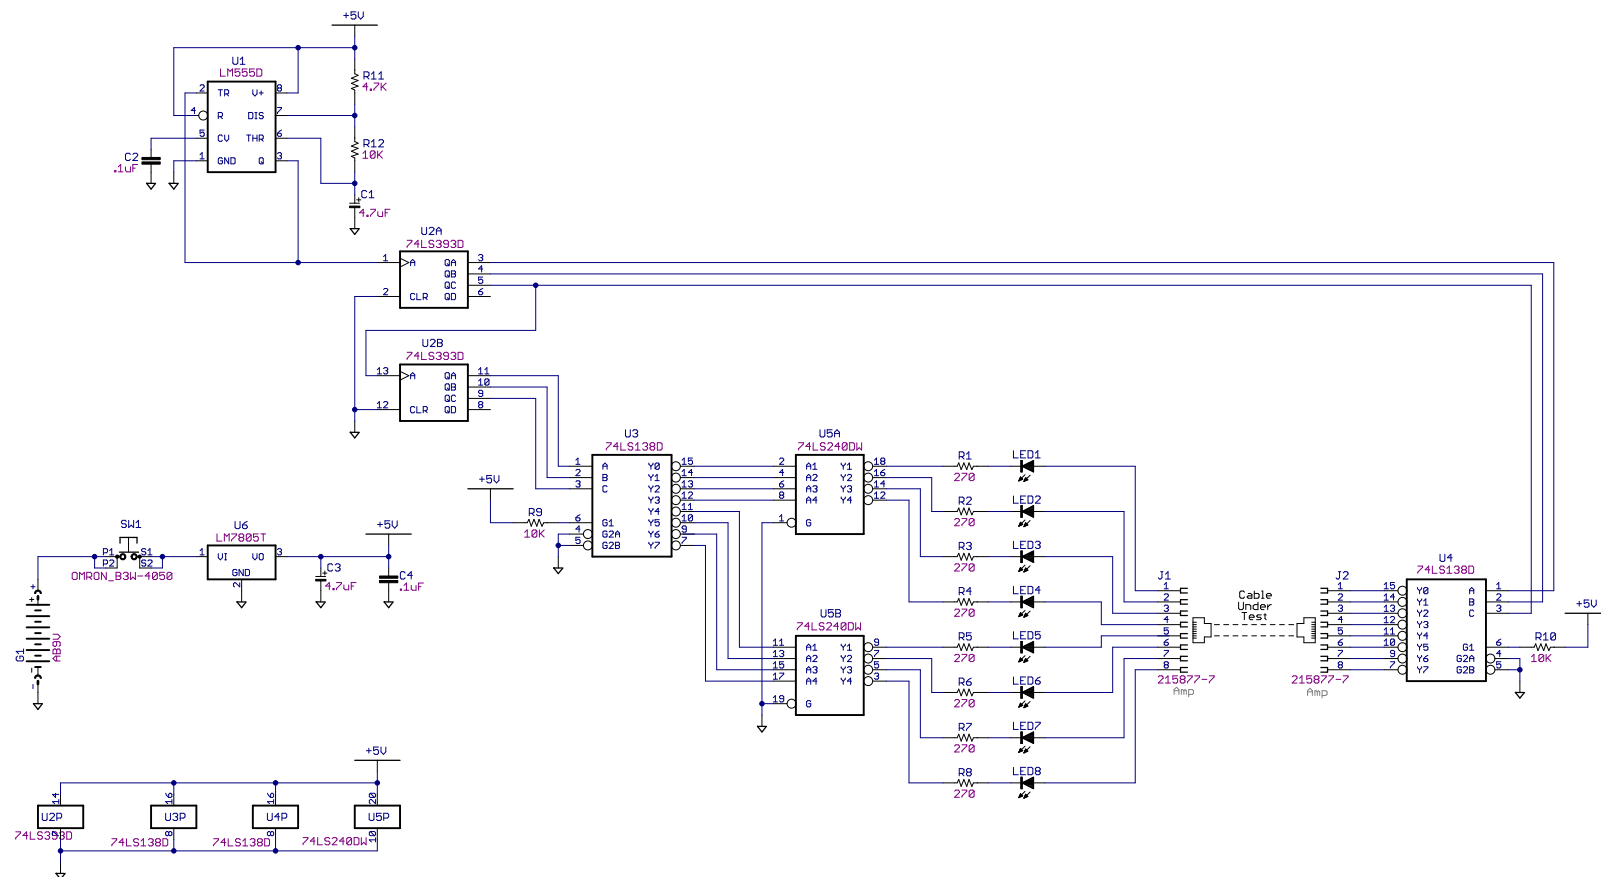 +5V
U1
LM555D
2 TR V+ 8
4 R DIS 7
5 CV THR 6
1 GND Q 3
R11
4.7K
R12
10K
C2
.1uF
C1
+
4.7uF
U2A
74LS393D
1 A QA 3
QB 4
QC 5
2 CLR QD 6
U2B
74LS393D
13 A QA 11
QB 10
QC 9
12 CLR QD 8
U3
74LS138D
1 A Y0 15
2 B Y1 14
3 C Y2 13
Y3 12
Y4 11
6 G1 Y5 10
4 G2A Y6 9
5 G2B Y7 7
+5V
R9
10K
U5A
74LS240DW
2 A1 Y1 18
4 A2 Y2 16
6 A3 Y3 14
8 A4 Y4 12
1 G
U5B
74LS240DW
11 A1 Y1 9
13 A2 Y2 7
15 A3 Y3 5
17 A4 Y4 3
19 G
R1 LED1
270
R2 LED2
270
R3 LED3
270
R4 LED4
270
R5 LED5
270
R6 LED6
270
R7 LED7
270
R8 LED8
270
J1
1
2
3
4
5
6
7
8
215877-7
Amp
Cable
Under
Test
J2
1
2
3
4
5
6
7
8
215877-7
Amp
U4
74LS138D
15 Y0 A 1
14 Y1 B 2
13 Y2 C 3
12 Y3
11 Y4
10 Y5 G1 6
9 Y6 G2A 4
7 Y7 G2B 5
+5V
R10
10K
SW1
P1 S1
P2 S2
OMRON_B3W-4050
U6
LM7805T
1 VI VO 3
GND
2
+5V
C3
+
4.7uF
C4
.1uF
+
+
G1
AB9V
-
-
+5V
14
U2P
74LS393D
16
U3P
8
74LS138D
16
U4P
8
74LS138D
20
U5P
10
74LS240DW